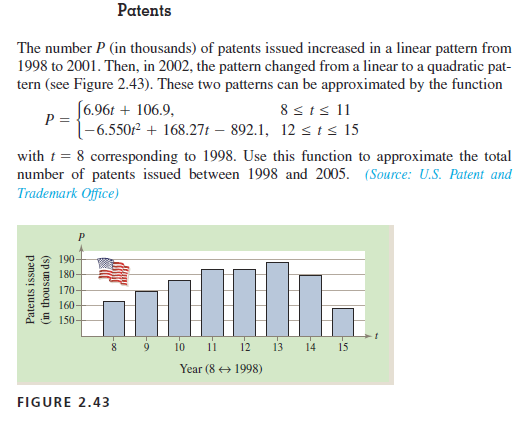 Patents
The number P (in thousands) of patents issued increased in a linear pattern from
1998 to 2001. Then, in 2002, the pattern changed from a linear to a quadratic pat-
tern (see Figure 2.43). These two patterns can be approximated by the function
P = {6.96t + 106.9, 8 ≤ t ≤ 11
−6.550t² + 168.27t − 892.1, 12 ≤ t ≤ 15
with t = 8 corresponding to 1998. Use this function to approximate the total
number of patents issued between 1998 and 2005. (Source: U.S. Patent and
Trademark Office)
P
Patents issued
(in thousands)
190
180
170
160
150
8 9 10 11 12 13 14 15
t
Year (8 ↔ 1998)
FIGURE 2.43